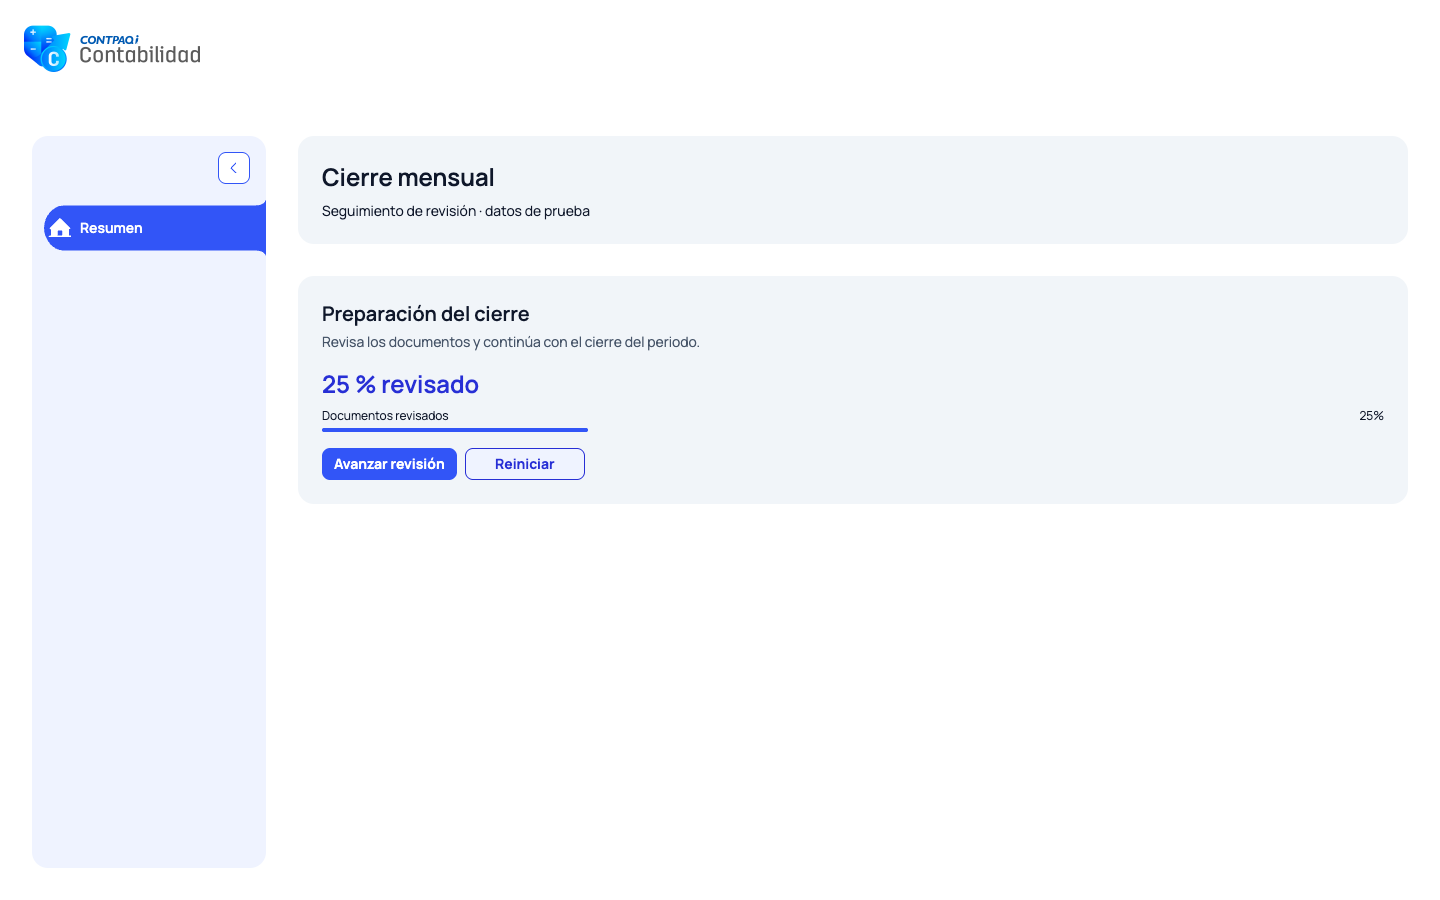 CONTPAQi
Contabilidad
Resumen
Cierre mensual
Seguimiento de revisión · datos de prueba
Preparación del cierre
Revisa los documentos y continúa con el cierre del periodo.
25 % revisado
Documentos revisados 25%
Avanzar revisión Reiniciar